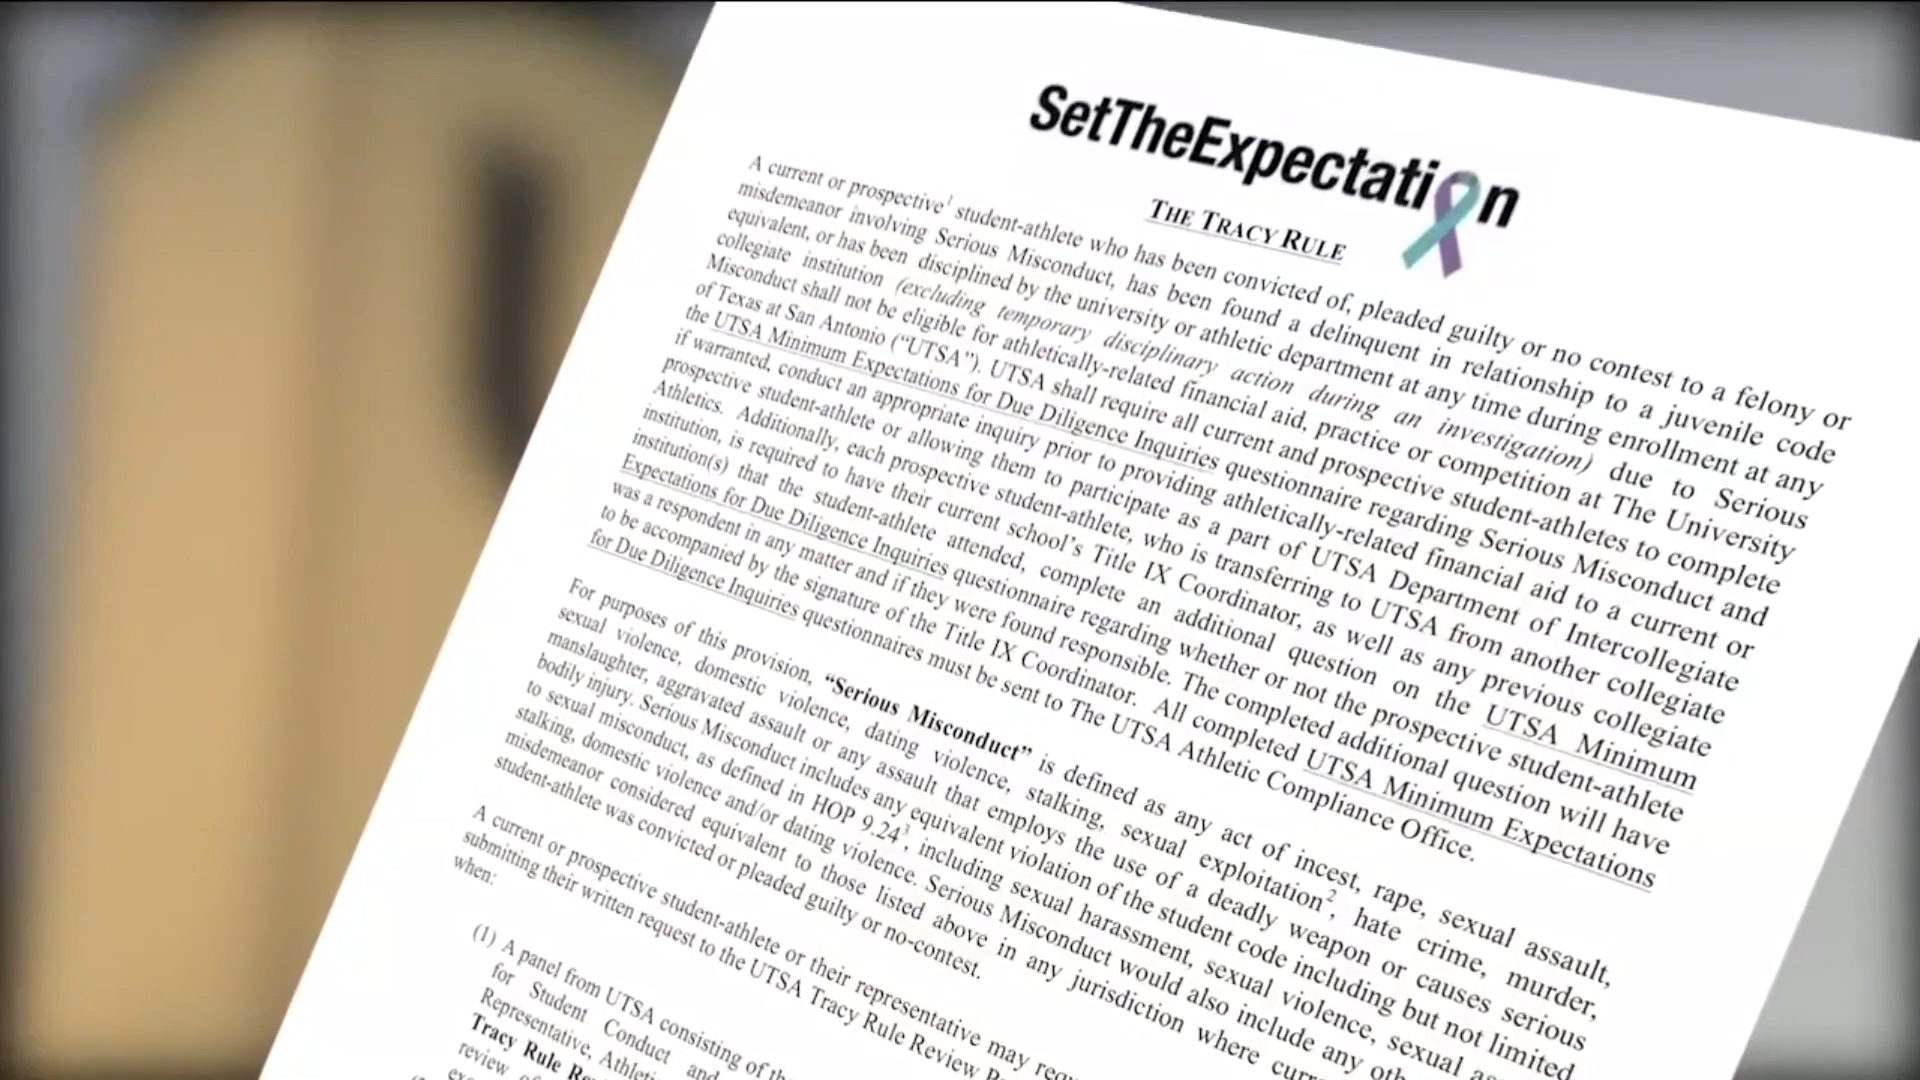 SetTheExpectation
THE TRACY RULE
A current or prospective¹ student-athlete who has been convicted of, pleaded guilty or no contest to a felony or
misdemeanor involving Serious Misconduct, has been found a delinquent in relationship to a juvenile code
equivalent, or has been disciplined by the university or athletic department at any time during enrollment at any
collegiate institution (excluding temporary disciplinary action during an investigation) due to Serious
Misconduct shall not be eligible for athletically-related financial aid, practice or competition at The University
of Texas at San Antonio (“UTSA”). UTSA shall require all current and prospective student-athletes to complete
the UTSA Minimum Expectations for Due Diligence Inquiries questionnaire regarding Serious Misconduct and
if warranted, conduct an appropriate inquiry prior to providing athletically-related financial aid to a current or
prospective student-athlete or allowing them to participate as a part of UTSA Department of Intercollegiate
Athletics. Additionally, each prospective student-athlete, who is transferring to UTSA from another collegiate
institution, is required to have their current school’s Title IX Coordinator, as well as any previous collegiate
institution(s) that the student-athlete attended, complete an additional question on the UTSA Minimum
Expectations for Due Diligence Inquiries questionnaire regarding whether or not the prospective student-athlete
was a respondent in any matter and if they were found responsible. The completed additional question will have
to be accompanied by the signature of the Title IX Coordinator. All completed UTSA Minimum Expectations
for Due Diligence Inquiries questionnaires must be sent to The UTSA Athletic Compliance Office.
For purposes of this provision, “Serious Misconduct” is defined as any act of incest, rape, sexual assault,
sexual violence, domestic violence, dating violence, stalking, sexual exploitation², hate crime, murder,
manslaughter, aggravated assault or any assault that employs the use of a deadly weapon or causes serious
bodily injury. Serious Misconduct includes any equivalent violation of the student code including but not limited
to sexual misconduct, as defined in HOP 9.24³, including sexual harassment, sexual violence, sexual as
stalking, domestic violence and/or dating violence. Serious Misconduct would also include any oth
misdemeanor considered equivalent to those listed above in any jurisdiction where curr
student-athlete was convicted or pleaded guilty or no-contest.
A current or prospective student-athlete or their representative may requ
submitting their written request to the UTSA Tracy Rule Review P
when:
(1) A panel from UTSA consisting of th
for Student Conduct and
Representative, Athleti
Tracy Rule Re
review of
exc